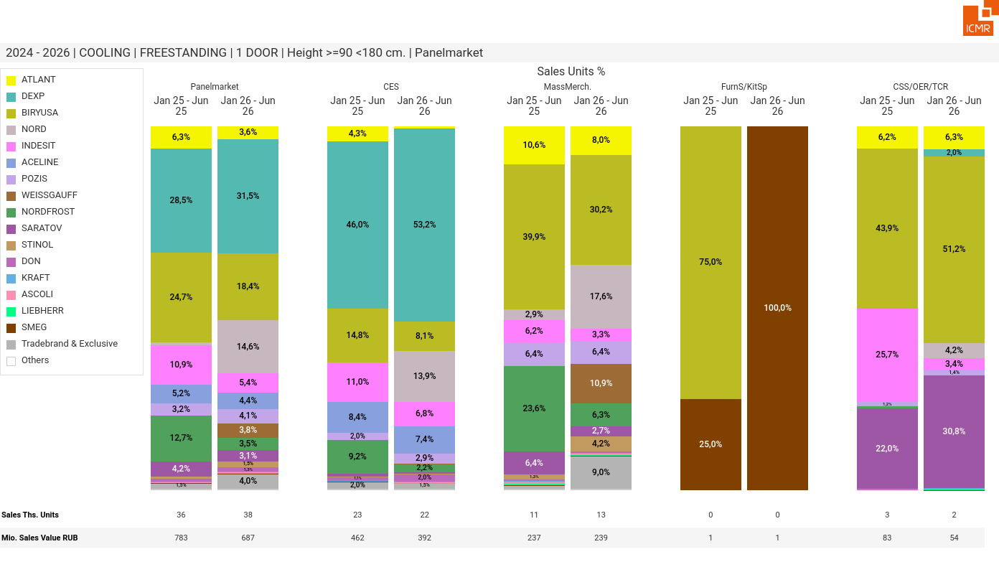 ICMR
2024 - 2026 | COOLING | FREESTANDING | 1 DOOR | Height >=90 <180 cm. | Panelmarket
Sales Units %
ATLANT
DEXP
BIRYUSA
NORD
INDESIT
ACELINE
POZIS
WEISSGAUFF
NORDFROST
SARATOV
STINOL
DON
KRAFT
ASCOLI
LIEBHERR
SMEG
Tradebrand & Exclusive
Others
Panelmarket
Jan 25 - Jun
25
6,3%
28,5%
24,7%
10,9%
5,2%
3,2%
12,7%
4,2%
1,5%
Jan 26 - Jun
26
3,6%
31,5%
18,4%
14,6%
5,4%
4,4%
4,1%
3,8%
3,5%
3,1%
1,5%
1,3%
4,0%
CES
Jan 25 - Jun
25
4,3%
46,0%
14,8%
11,0%
8,4%
2,0%
9,2%
1,1%
2,0%
Jan 26 - Jun
26
53,2%
8,1%
13,9%
6,8%
7,4%
2,9%
2,2%
2,0%
1,5%
MassMerch.
Jan 25 - Jun
25
10,6%
39,9%
2,9%
6,2%
6,4%
23,6%
6,4%
1,3%
Jan 26 - Jun
26
8,0%
30,2%
17,6%
3,3%
6,4%
10,9%
6,3%
2,7%
4,2%
9,0%
FurnS/KitSp
Jan 25 - Jun
25
75,0%
25,0%
Jan 26 - Jun
26
100,0%
CSS/OER/TCR
Jan 25 - Jun
25
6,2%
43,9%
25,7%
1,2%
22,0%
Jan 26 - Jun
26
6,3%
2,0%
51,2%
4,2%
3,4%
1,4%
30,8%
Sales Ths. Units 36 38 23 22 11 13 0 0 3 2
Mio. Sales Value RUB 783 687 462 392 237 239 1 1 83 54